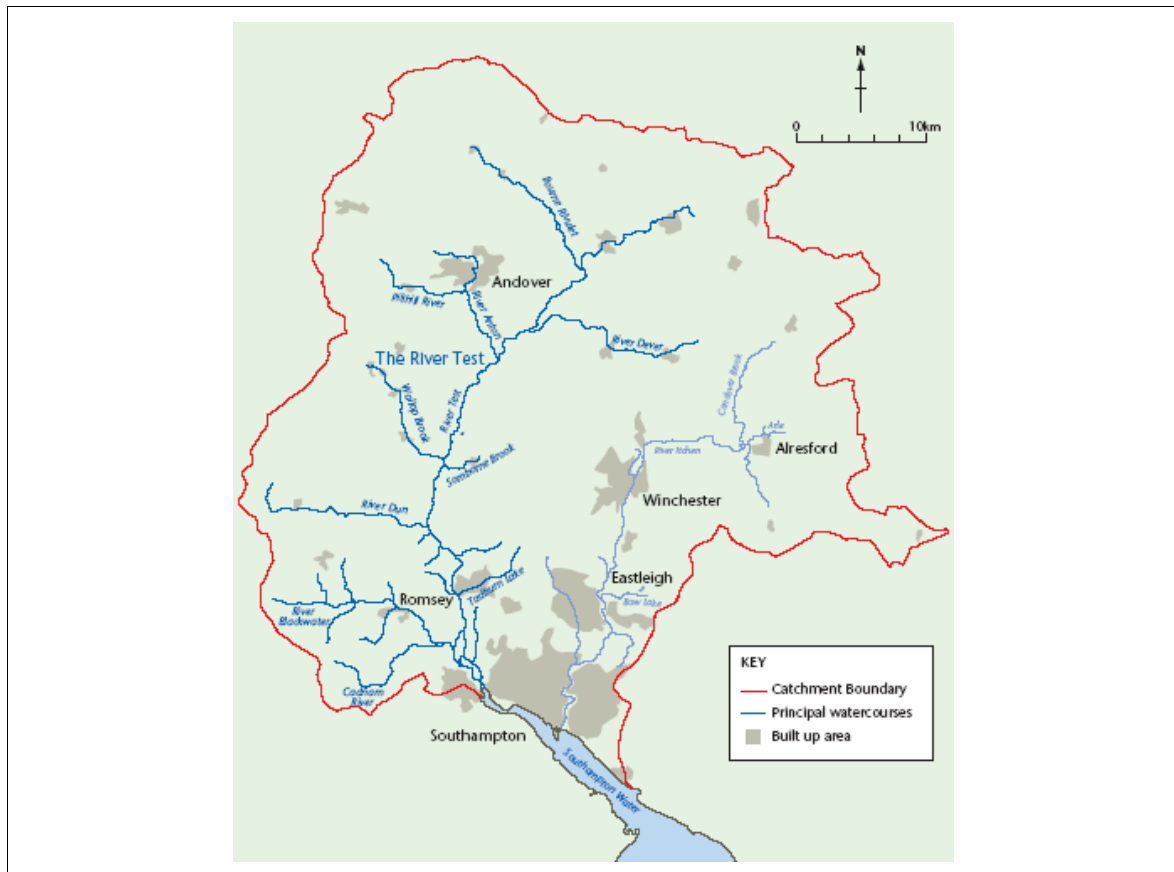 N
0 10km
Bourne Rivulet
Andover
Pillhill River
River Anton
The River Test
River Dever
Wallop Brook
River Test
Candover Brook
Alre
Alresford
River Itchen
Somborne Brook
Winchester
River Dun
Eastleigh
Tadburn Lake
Bow Lake
Romsey
River
Blackwater
Cadnam
River
Southampton
Southampton Water
KEY
Catchment Boundary
Principal watercourses
Built up area